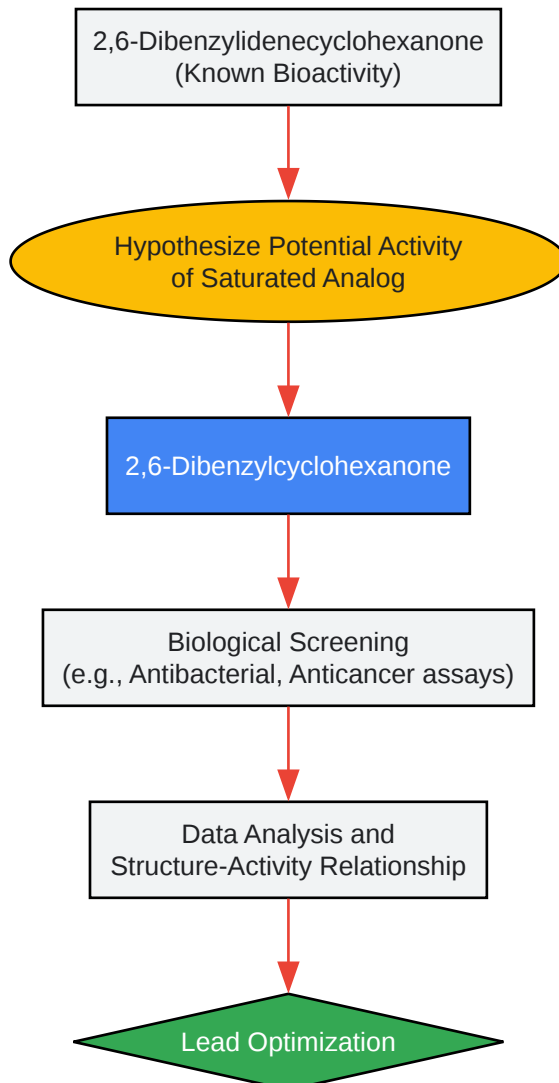 2,6-Dibenzylidenecyclohexanone
(Known Bioactivity)
Hypothesize Potential Activity
of Saturated Analog
2,6-Dibenzylcyclohexanone
Biological Screening
(e.g., Antibacterial, Anticancer assays)
Data Analysis and
Structure-Activity Relationship
Lead Optimization